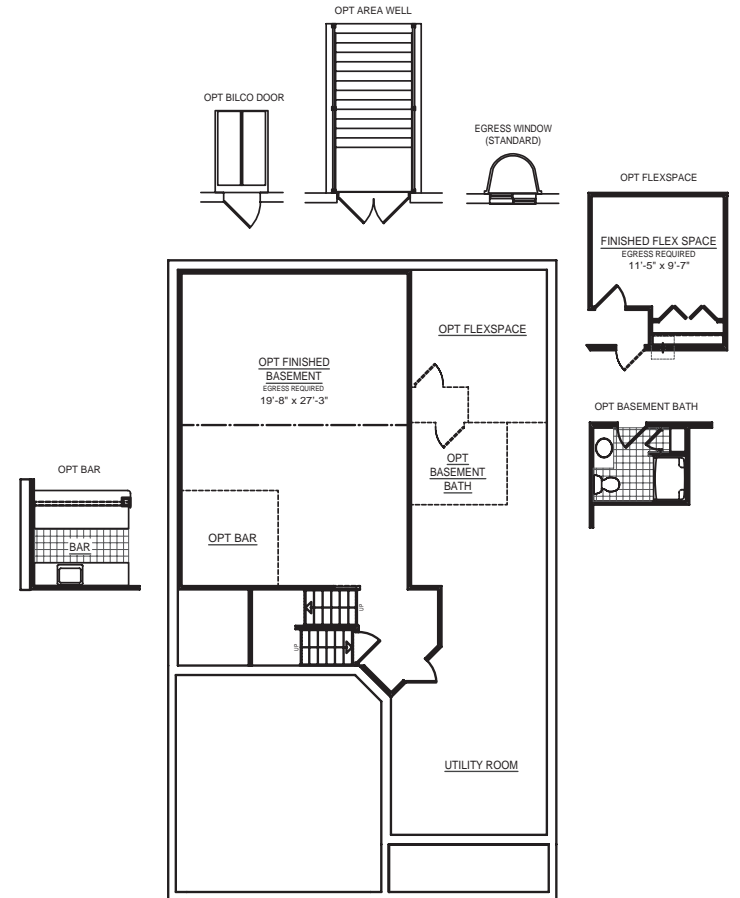 OPT AREA WELL
OPT BILCO DOOR
EGRESS WINDOW
(STANDARD)
OPT FLEXSPACE
FINISHED FLEX SPACE
EGRESS REQUIRED
11'-5" x 9'-7"
OPT FLEXSPACE
OPT FINISHED
BASEMENT
EGRESS REQUIRED
19'-8" x 27'-3"
OPT BASEMENT BATH
OPT
BASEMENT
BATH
OPT BAR
BAR
OPT BAR
UP
UP
UTILITY ROOM